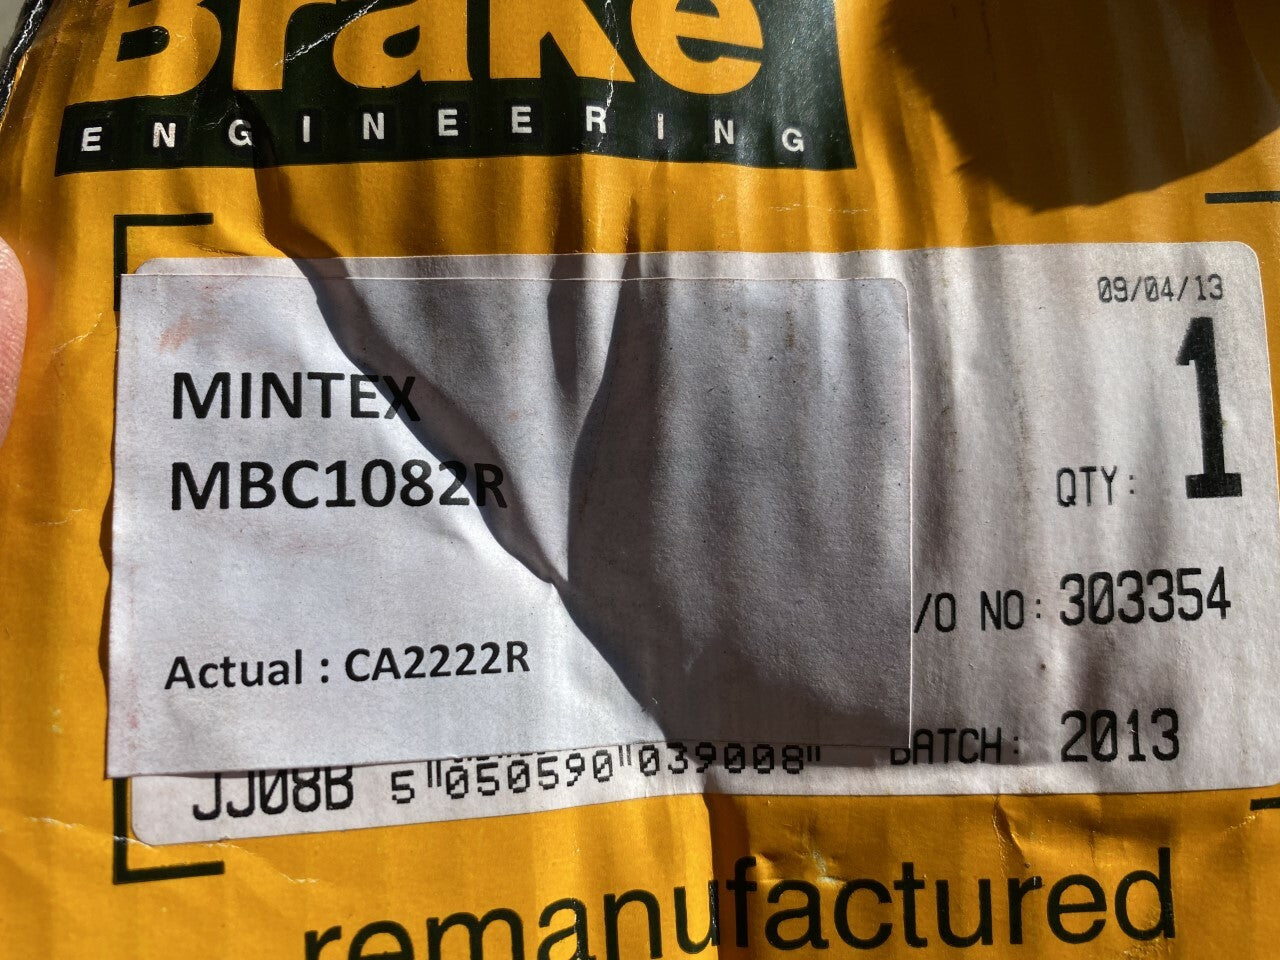 Brake
ENGINEERING
09/04/13
MINTEX
MBC1082R
QTY: 1
/O NO: 303354
Actual : CA2222R
BATCH: 2013
JJ08B 5"050590"039008"
remanufactured